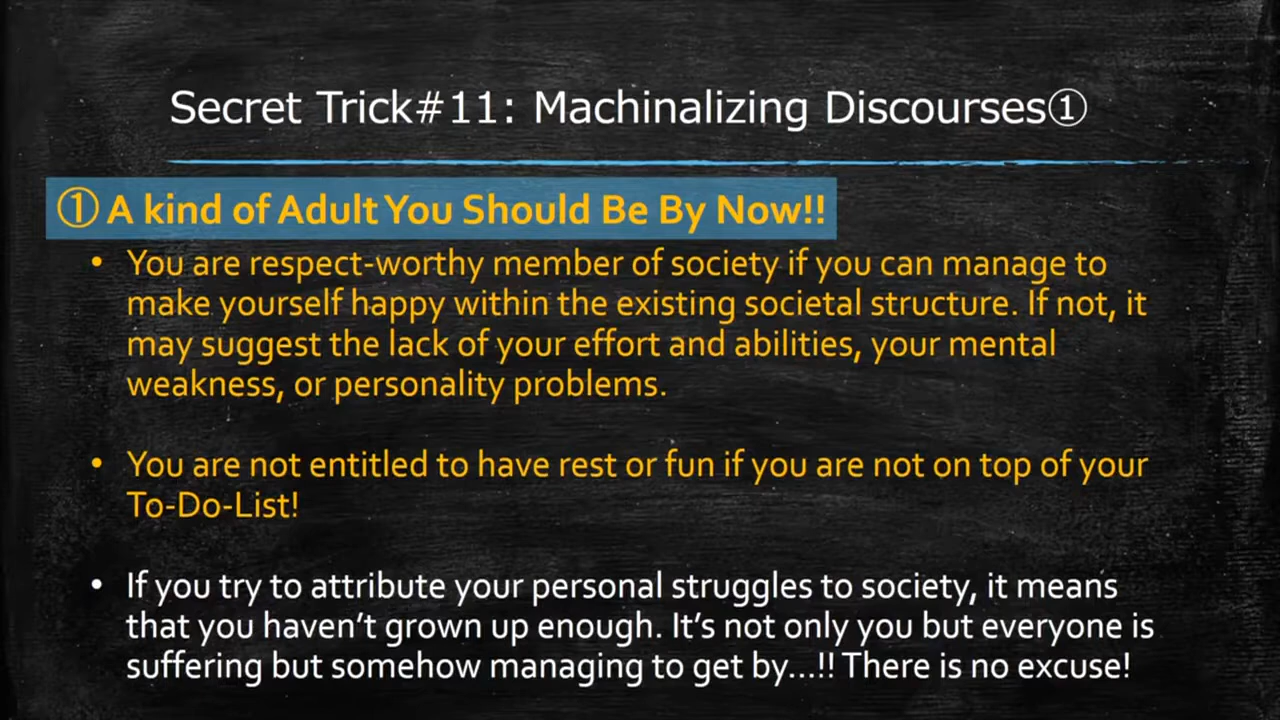 Secret Trick#11: Machinalizing Discourses①
① A kind of Adult You Should Be By Now!!
• You are respect-worthy member of society if you can manage to
make yourself happy within the existing societal structure. If not, it
may suggest the lack of your effort and abilities, your mental
weakness, or personality problems.
• You are not entitled to have rest or fun if you are not on top of your
To-Do-List!
• If you try to attribute your personal struggles to society, it means
that you haven't grown up enough. It's not only you but everyone is
suffering but somehow managing to get by...!! There is no excuse!